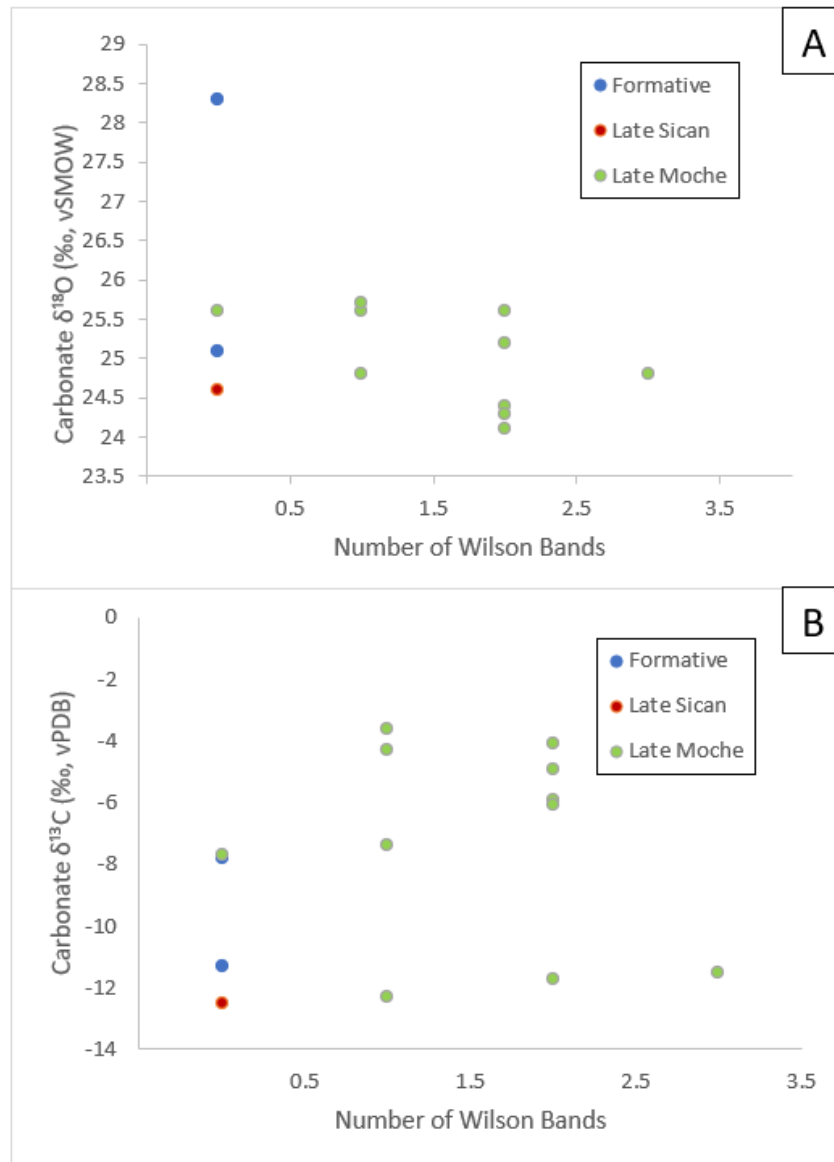 A
Carbonate δ¹⁸O (‰, vSMOW)
29
28.5
28
27.5
27
26.5
26
25.5
25
24.5
24
23.5
Formative
Late Sican
Late Moche
0.5 1.5 2.5 3.5
Number of Wilson Bands
B
Carbonate δ¹³C (‰, vPDB)
0
-2
-4
-6
-8
-10
-12
-14
Formative
Late Sican
Late Moche
0.5 1.5 2.5 3.5
Number of Wilson Bands